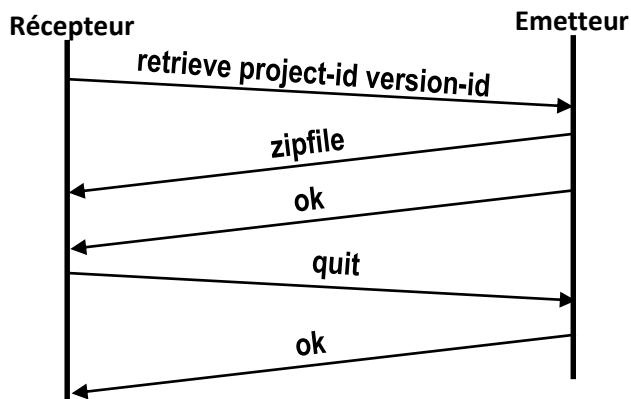 Récepteur
Emetteur
retrieve project-id version-id
zipfile
ok
quit
ok